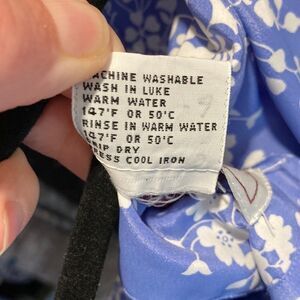 ACHINE WASHABLE
WASH IN LUKE
WARM WATER
147'F OR 50'C
RINSE IN WARM WATER
147'F OR 50'C
RIP DRY
ESS COOL IRON